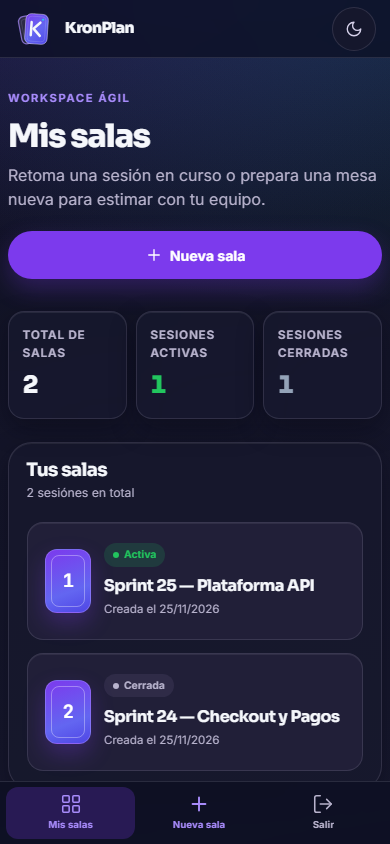 K
KronPlan
WORKSPACE ÁGIL
Mis salas
Retoma una sesión en curso o prepara una mesa
nueva para estimar con tu equipo.
+ Nueva sala
TOTAL DE
SALAS
2
SESIONES
ACTIVAS
1
SESIONES
CERRADAS
1
Tus salas
2 sesiónes en total
1
Activa
Sprint 25 — Plataforma API
Creada el 25/11/2026
2
Cerrada
Sprint 24 — Checkout y Pagos
Creada el 25/11/2026
Mis salas
Nueva sala
Salir